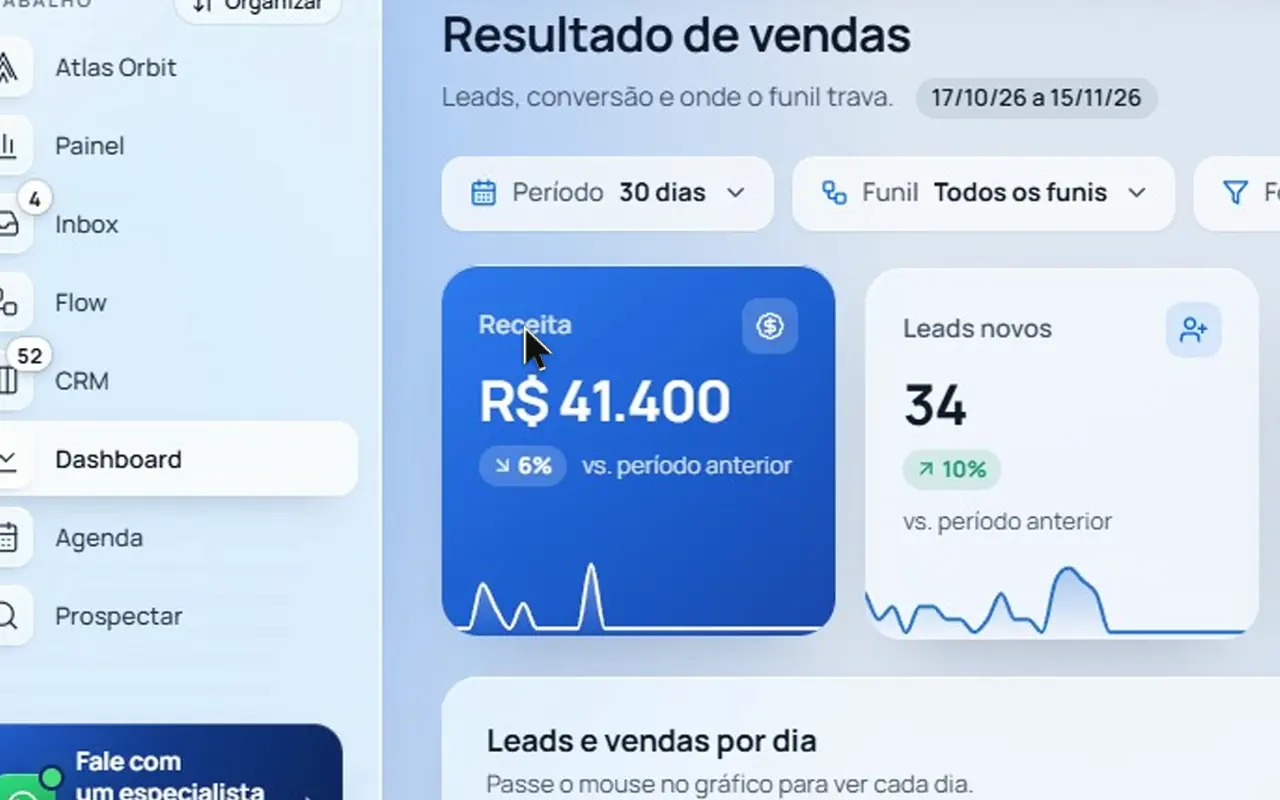 Organizar
Atlas Orbit
Painel
4
Inbox
Flow
52
CRM
Dashboard
Agenda
Prospectar
Fale com
um especialista
Resultado de vendas
Leads, conversão e onde o funil trava. 17/10/26 a 15/11/26
Período 30 dias
Funil Todos os funis
Receita
R$ 41.400
6% vs. período anterior
Leads novos
34
10%
vs. período anterior
Leads e vendas por dia
Passe o mouse no gráfico para ver cada dia.